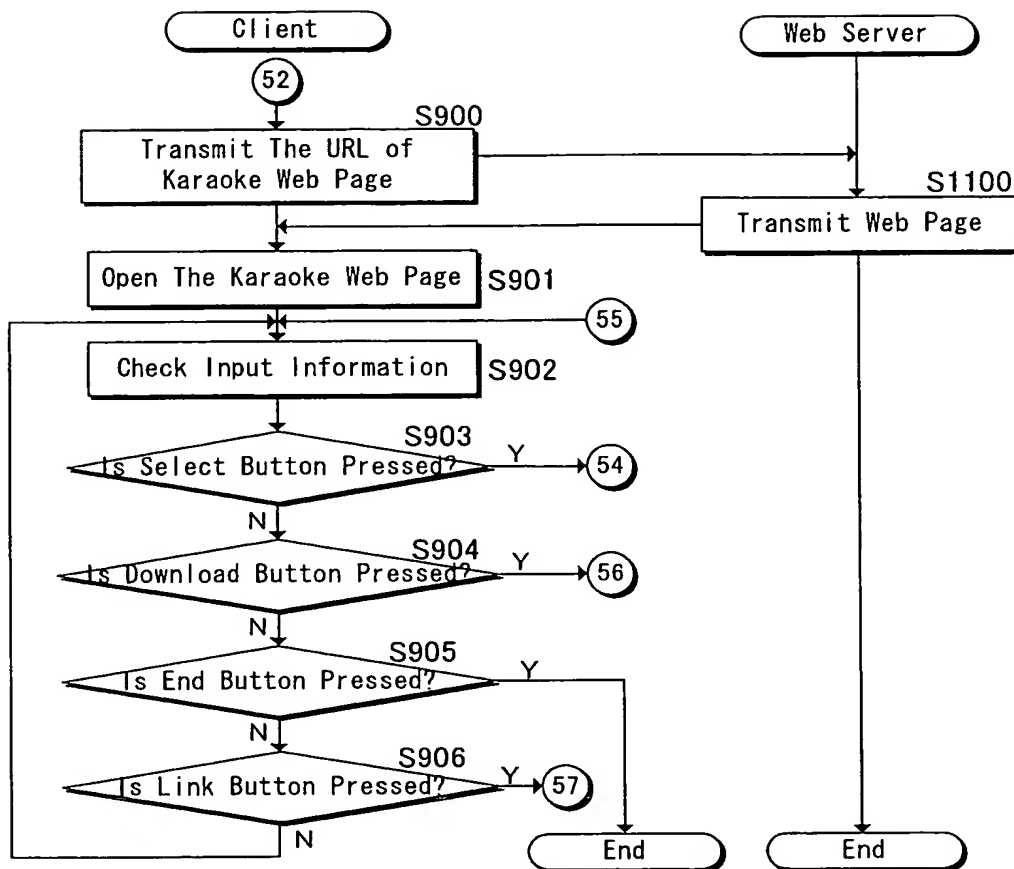 Client
Web Server
52
S900
Transmit The URL of
Karaoke Web Page
S1100
Transmit Web Page
Open The Karaoke Web Page
S901
55
Check Input Information
S902
S903
Is Select Button Pressed?
Y
54
N
S904
Is Download Button Pressed?
Y
56
N
S905
Is End Button Pressed?
Y
N
S906
Is Link Button Pressed?
Y
57
N
End
End